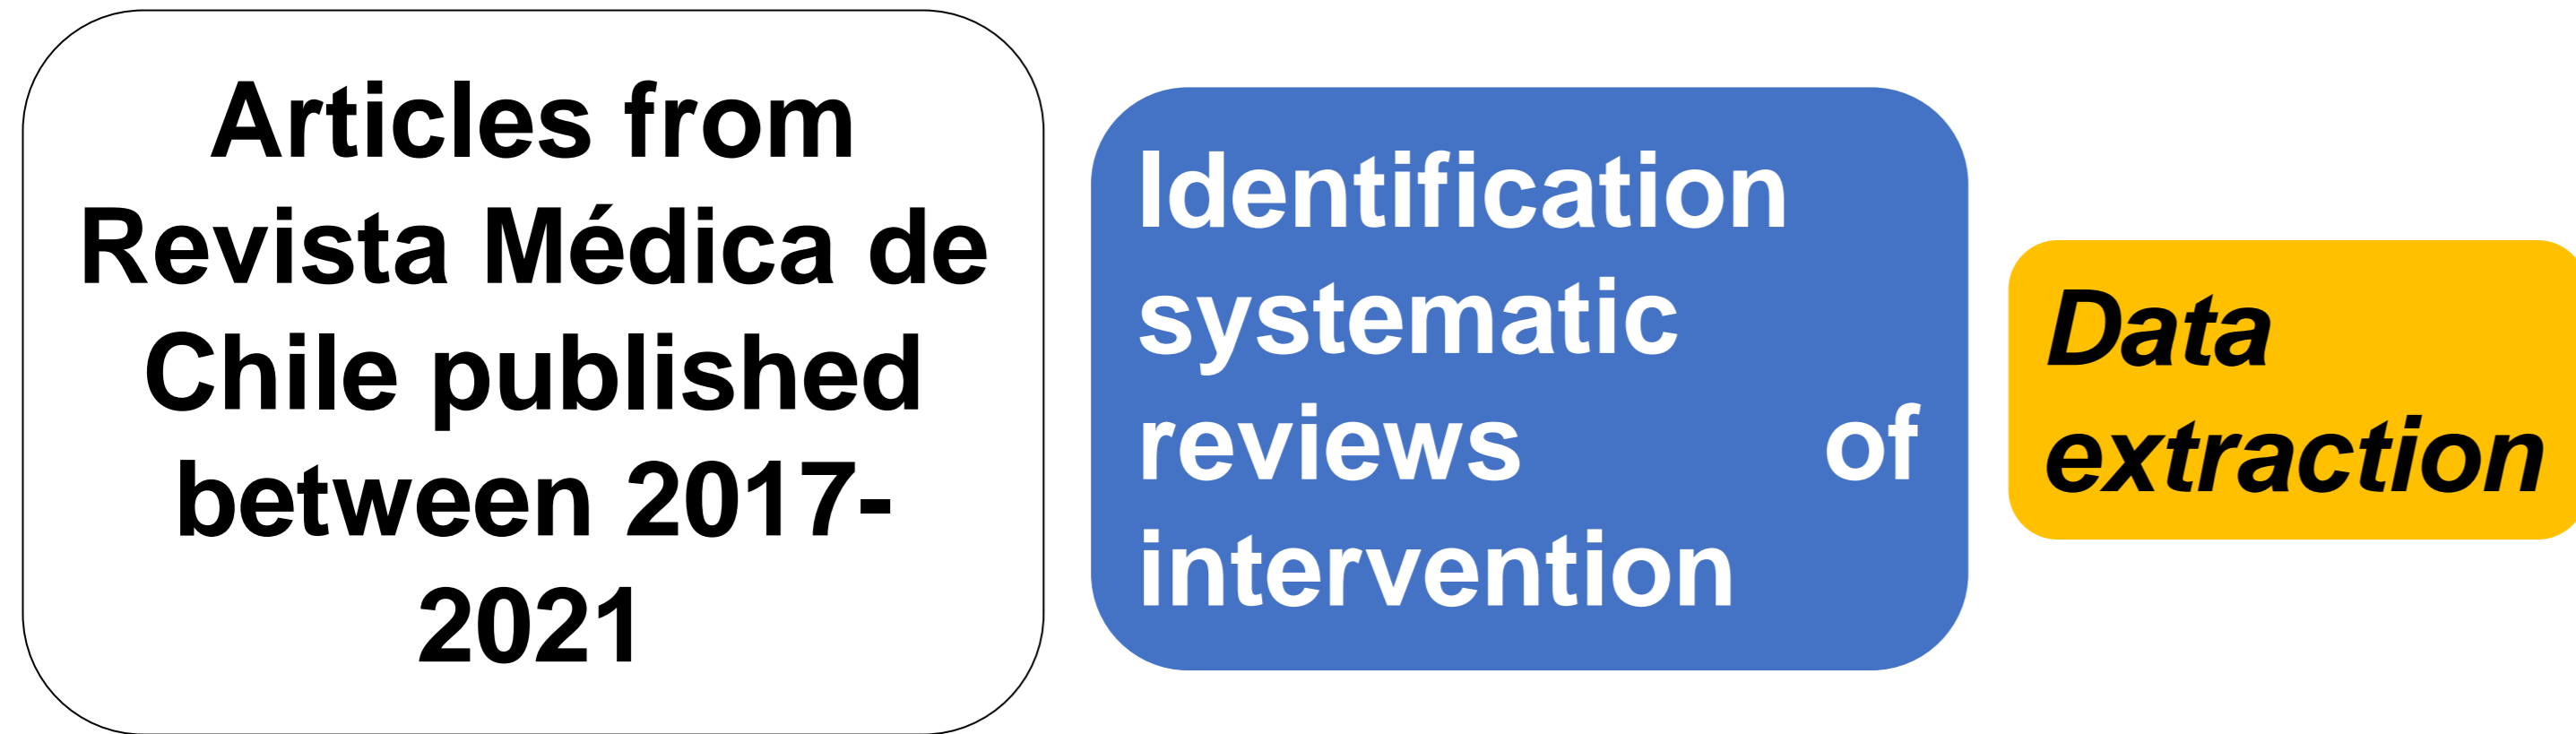 Articles from
Revista Médica de
Chile published
between 2017-
2021
Identification
systematic
reviews of
intervention
Data
extraction